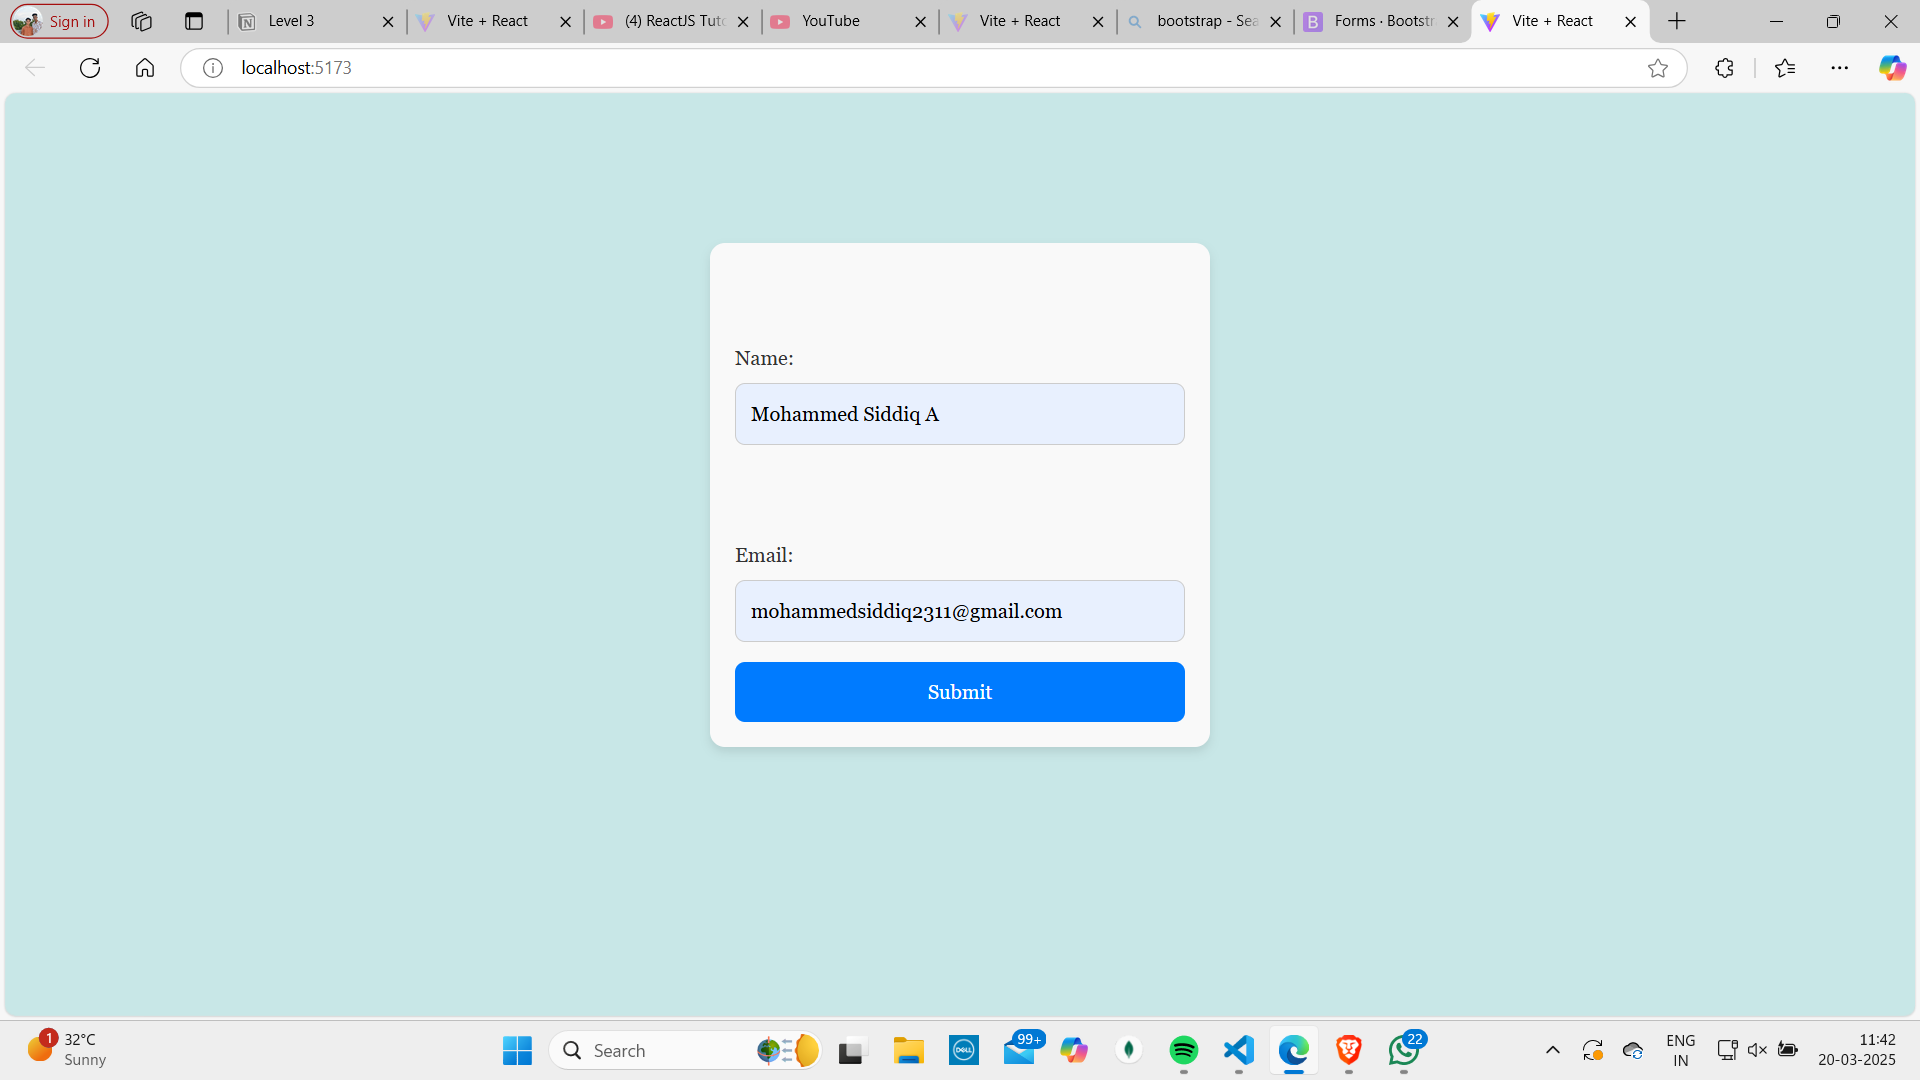 Sign in
Level 3
Vite + React
(4) ReactJS Tuto
YouTube
Vite + React
bootstrap - Sea
Forms · Bootstr
Vite + React
localhost:5173
Name:
Mohammed Siddiq A
Email:
mohammedsiddiq2311@gmail.com
Submit
1
32°C
Sunny
Search
DELL
99+
22
ENG
IN
11:42
20-03-2025